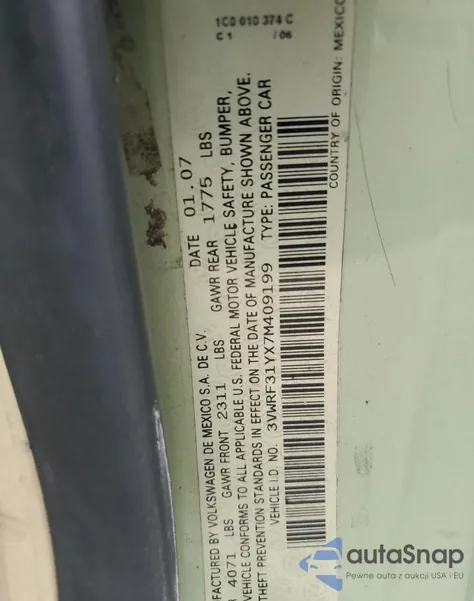 1C0 010 374 C
C 1 / 06
FACTURED BY VOLKSWAGEN DE MEXICO S.A. DE C.V. DATE 01.07
4071 LBS GAWR FRONT 2311 LBS GAWR REAR 1775 LBS
VEHICLE CONFORMS TO ALL APPLICABLE U.S. FEDERAL MOTOR VEHICLE SAFETY, BUMPER,
THEFT PREVENTION STANDARDS IN EFFECT ON THE DATE OF MANUFACTURE SHOWN ABOVE.
VEHICLE I.D. NO. 3VWRF31YX7M409199 TYPE: PASSENGER CAR
COUNTRY OF ORIGIN: MEXICO
autoSnap
Pewne auta z aukcji USA i EU